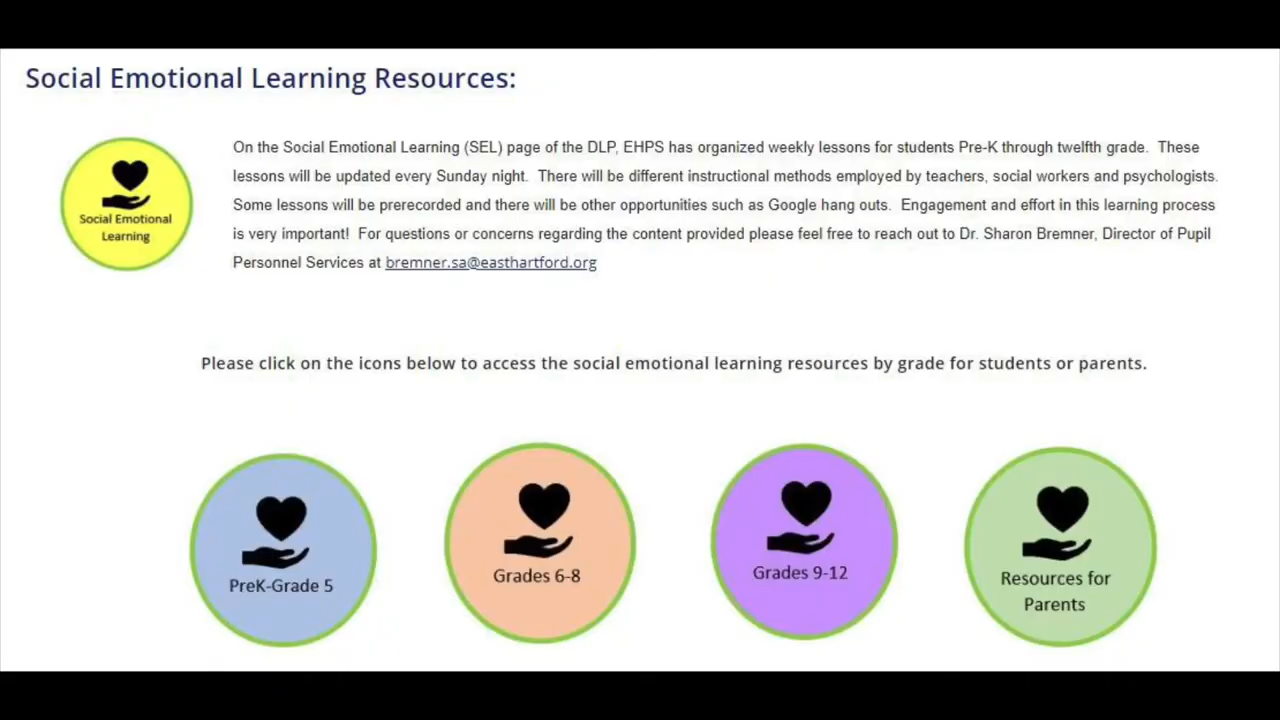 Social Emotional Learning Resources:
Social Emotional
Learning
On the Social Emotional Learning (SEL) page of the DLP, EHPS has organized weekly lessons for students Pre-K through twelfth grade.  These
lessons will be updated every Sunday night.  There will be different instructional methods employed by teachers, social workers and psychologists.
Some lessons will be prerecorded and there will be other opportunities such as Google hang outs.  Engagement and effort in this learning process
is very important!  For questions or concerns regarding the content provided please feel free to reach out to Dr. Sharon Bremner, Director of Pupil
Personnel Services at bremner.sa@easthartford.org
Please click on the icons below to access the social emotional learning resources by grade for students or parents.
PreK-Grade 5
Grades 6-8
Grades 9-12
Resources for
Parents